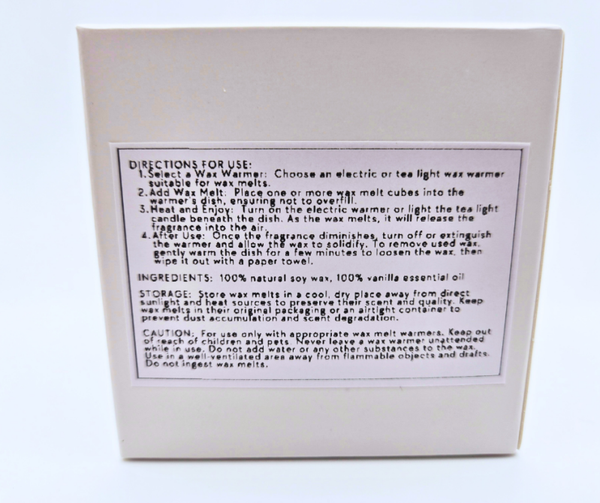 DIRECTIONS FOR USE:
1. Select a Wax Warmer: Choose an electric or tea light wax warmer
suitable for wax melts.
2. Add Wax Melt: Place one or more wax melt cubes into the
warmer's dish, ensuring not to overfill.
3. Heat and Enjoy: Turn on the electric warmer or light the tea light
candle beneath the dish. As the wax melts, it will release the
fragrance into the air.
4. After Use: Once the fragrance diminishes, turn off or extinguish
the warmer and allow the wax to solidify. To remove used wax,
gently warm the dish for a few minutes to loosen the wax, then
wipe it out with a paper towel.
INGREDIENTS: 100% natural soy wax, 100% vanilla essential oil
STORAGE: Store wax melts in a cool, dry place away from direct
sunlight and heat sources to preserve their scent and quality. Keep
wax melts in their original packaging or an airtight container to
prevent dust accumulation and scent degradation.
CAUTION: For use only with appropriate wax melt warmers. Keep out
of reach of children and pets. Never leave a wax warmer unattended
while in use. Do not add water or any other substances to the wax.
Use in a well-ventilated area away from flammable objects and drafts.
Do not ingest wax melts.